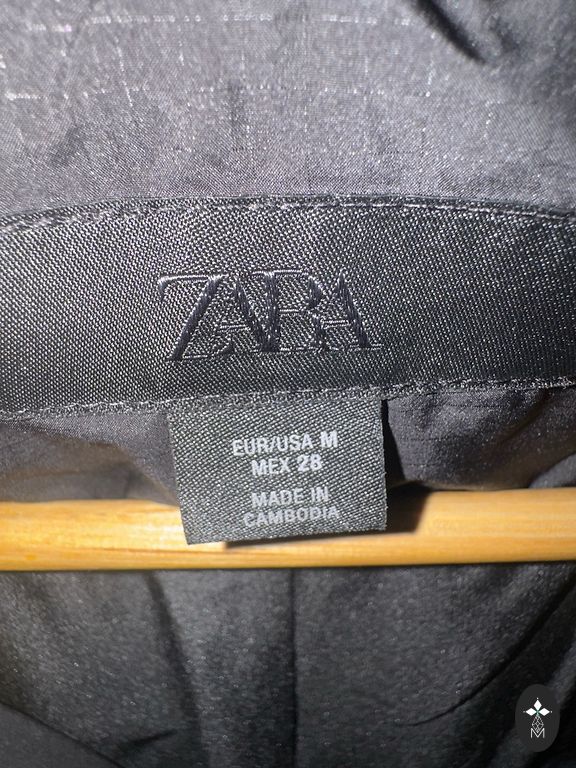 ZARA
EUR/USA M
MEX 28
MADE IN
CAMBODIA
M